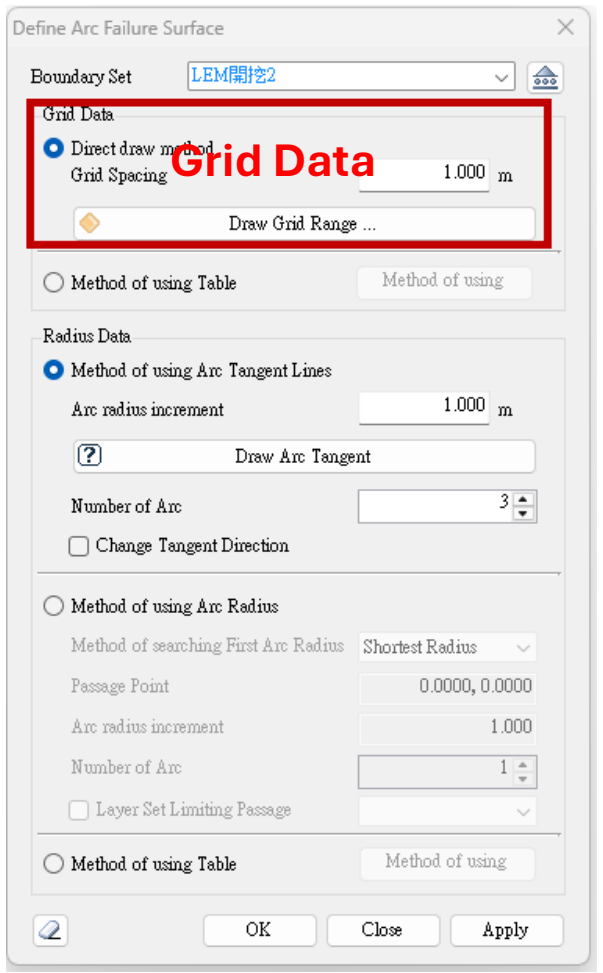 Define Arc Failure Surface
Boundary Set LEM開挖2
Grid Data
Direct draw method
Grid Data
Grid Spacing 1.000 m
Draw Grid Range ...
Method of using Table Method of using
Radius Data
Method of using Arc Tangent Lines
Arc radius increment 1.000 m
Draw Arc Tangent
Number of Arc 3
Change Tangent Direction
Method of using Arc Radius
Method of searching First Arc Radius Shortest Radius
Passage Point 0.0000, 0.0000
Arc radius increment 1.000
Number of Arc 1
Layer Set Limiting Passage
Method of using Table Method of using
OK Close Apply